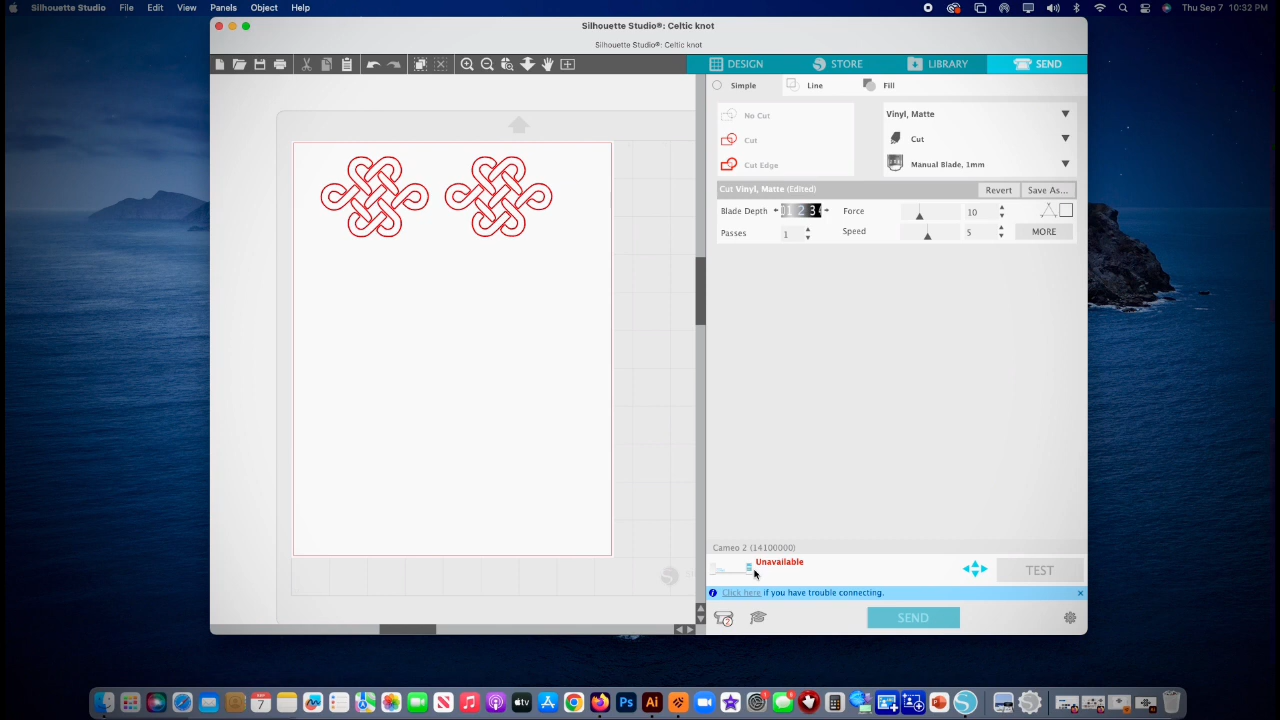 Silhouette Studio File Edit View Panels Object Help Thu Sep 7 10:32 PM
Silhouette Studio®: Celtic knot
Silhouette Studio®: Celtic knot
DESIGN STORE LIBRARY SEND
Simple Line Fill
No Cut
Cut
Cut Edge
Vinyl, Matte
Cut
Manual Blade, 1mm
Cut Vinyl, Matte (Edited) Revert Save As...
Blade Depth 1 2 3 Force 10
Passes 1 Speed 5 MORE
Cameo 2 (14100000)
Unavailable
TEST
Click here if you have trouble connecting.
SEND